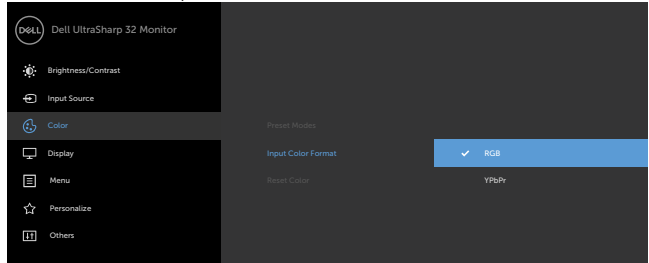 DELL Dell UltraSharp 32 Monitor
Brightness/Contrast
Input Source
Color
Preset Modes
Display
Input Color Format
RGB
Menu
Reset Color
YPbPr
Personalize
Others